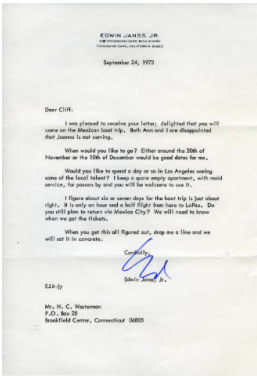 EDWIN JANSS, JR.
THOUSAND OAKS, CALIFORNIA
September 24, 1973
Dear Cliff:
I was pleased to receive your letter; delighted that you will
come on the Mexican boat trip. Both Ann and I are disappointed
that Joanna is not coming.
When would you like to go? Either around the 20th of
November or the 10th of December would be good dates for me.
Would you like to spend a day or so in Los Angeles seeing
some of the local talent? I keep a spare empty apartment, with maid
service, for passers by and you will be welcome to use it.
I figure about six or seven days for the boat trip is just about
right. It is only an hour and a half flight from here to LaPaz. Do
you still plan to return via Mexico City? We will need to know
when we get the tickets.
When you get this all figured out, drop me a line and we
will set it in concrete.
Cordially,
Edwin Janss, Jr.
EJJr:jy
Mr. H. C. Westerman
P.O. Box 28
Brookfield Center, Connecticut 06805